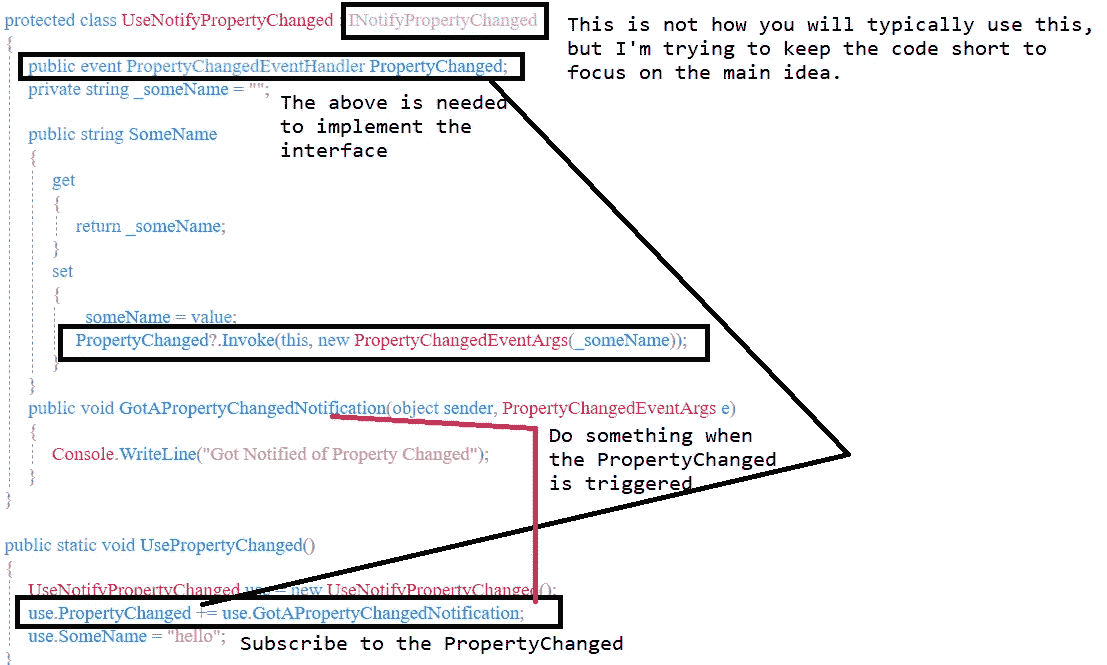 protected class UseNotifyPropertyChanged : INotifyPropertyChanged
This is not how you will typically use this,
but I'm trying to keep the code short to
focus on the main idea.
{
public event PropertyChangedEventHandler PropertyChanged;
private string _someName = "";
The above is needed
to implement the
interface
public string SomeName
{
get
{
return _someName;
}
set
{
_someName = value;
PropertyChanged?.Invoke(this, new PropertyChangedEventArgs(_someName));
}
}
public void GotAPropertyChangedNotification(object sender, PropertyChangedEventArgs e)
{
Console.WriteLine("Got Notified of Property Changed");
}
}
Do something when
the PropertyChanged
is triggered
public static void UsePropertyChanged()
{
UseNotifyPropertyChanged use = new UseNotifyPropertyChanged();
use.PropertyChanged += use.GotAPropertyChangedNotification;
use.SomeName = "hello";
Subscribe to the PropertyChanged
}